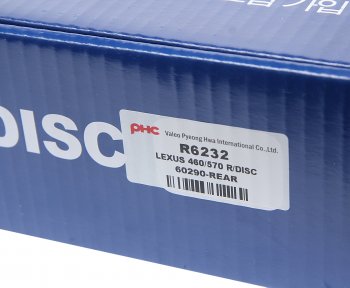 DISC
PHC
Valeo Pyeong Hwa International Co.,Ltd.
R6232
LEXUS 460/570 R/DISC
60290-REAR